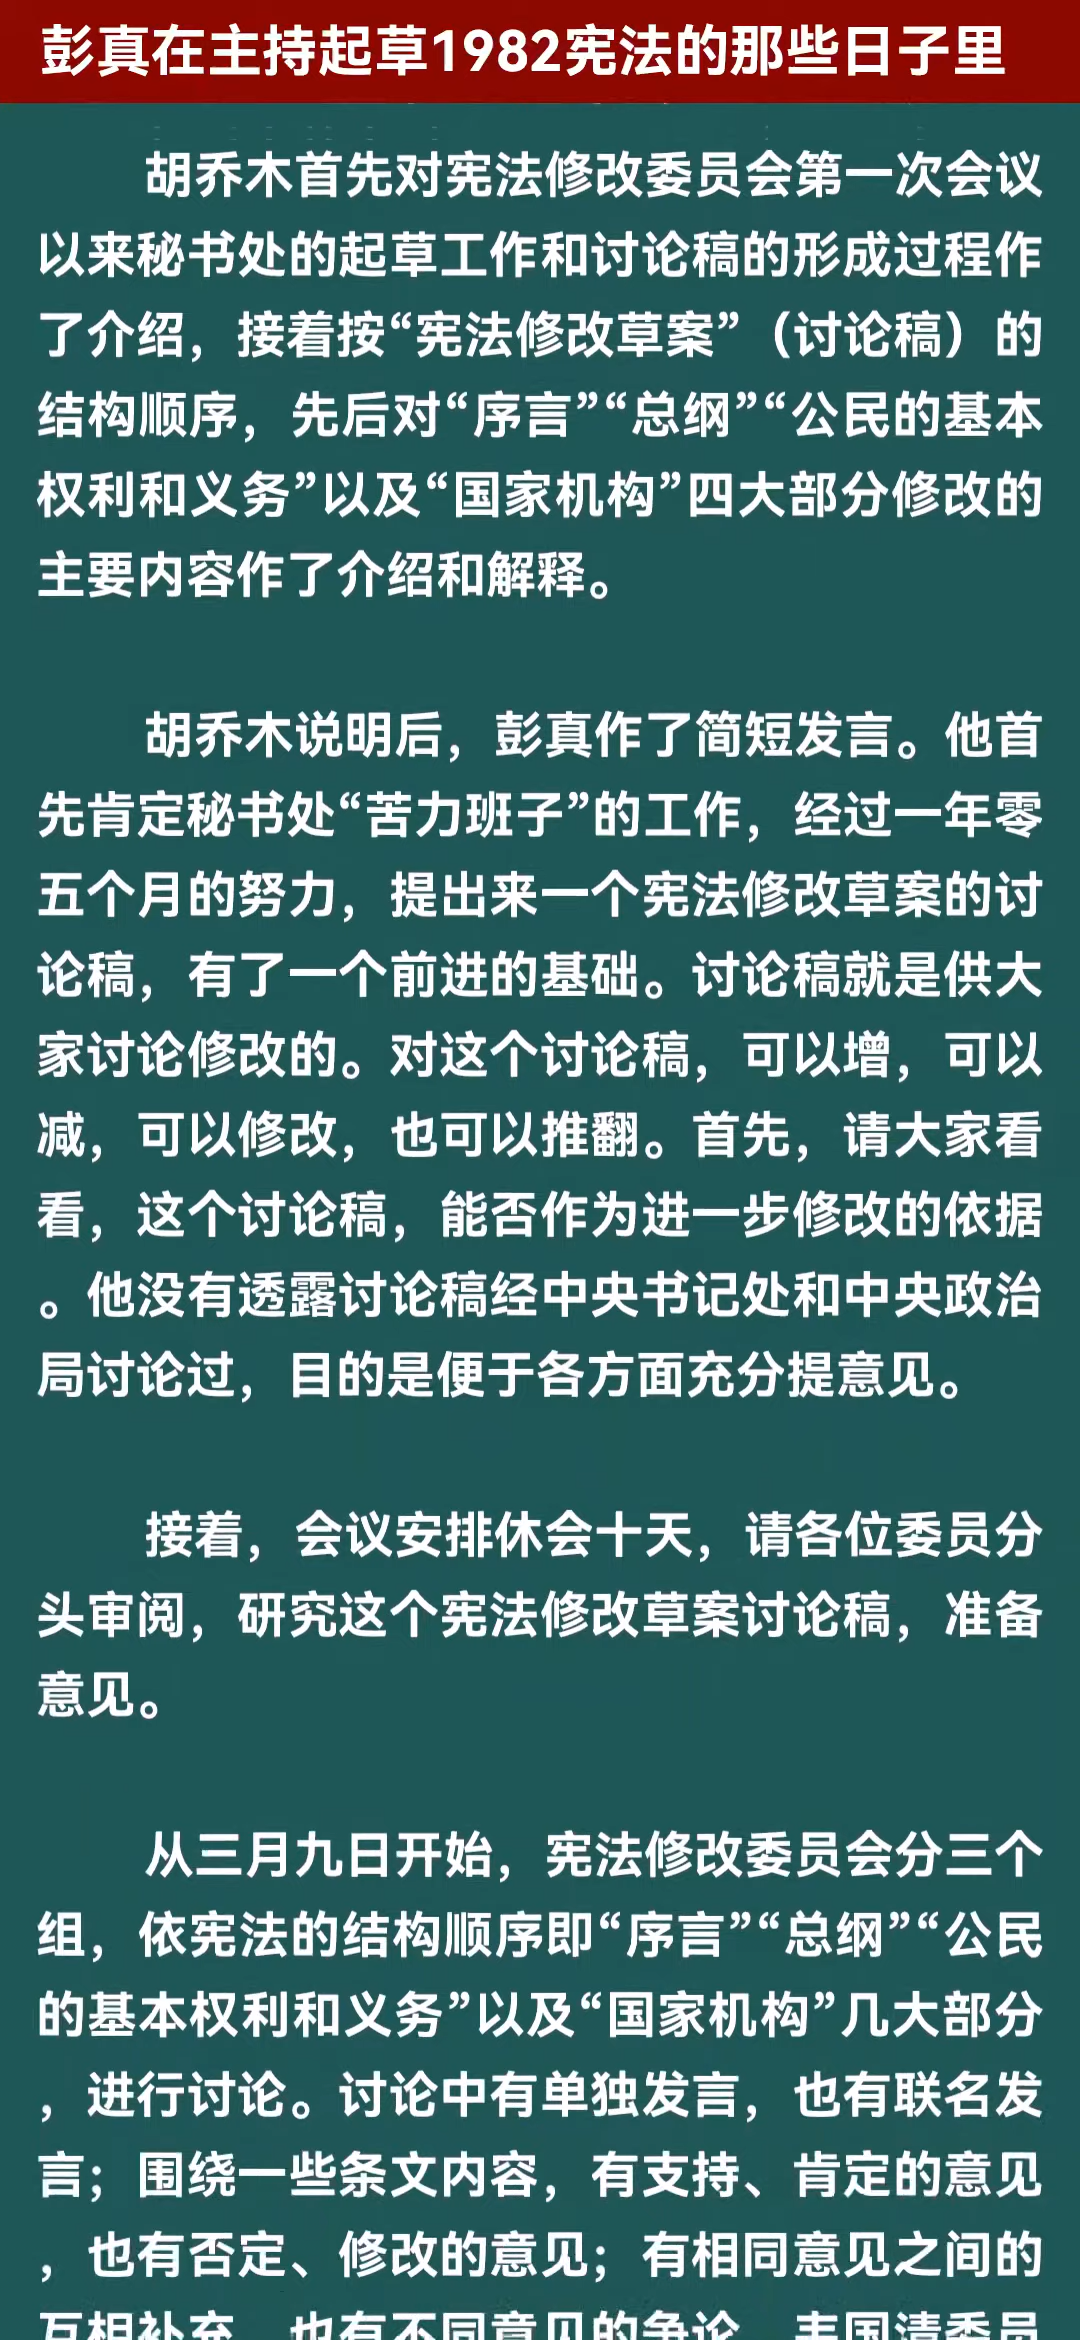 彭真在主持起草1982宪法的那些日子里
胡乔木首先对宪法修改委员会第一次会议
以来秘书处的起草工作和讨论稿的形成过程作
了介绍，接着按“宪法修改草案”（讨论稿）的
结构顺序，先后对“序言”“总纲”“公民的基本
权利和义务”以及“国家机构”四大部分修改的
主要内容作了介绍和解释。
胡乔木说明后，彭真作了简短发言。他首
先肯定秘书处“苦力班子”的工作，经过一年零
五个月的努力，提出来一个宪法修改草案的讨
论稿，有了一个前进的基础。讨论稿就是供大
家讨论修改的。对这个讨论稿，可以增，可以
减，可以修改，也可以推翻。首先，请大家看
看，这个讨论稿，能否作为进一步修改的依据
。他没有透露讨论稿经中央书记处和中央政治
局讨论过，目的是便于各方面充分提意见。
接着，会议安排休会十天，请各位委员分
头审阅，研究这个宪法修改草案讨论稿，准备
意见。
从三月九日开始，宪法修改委员会分三个
组，依宪法的结构顺序即“序言”“总纲”“公民
的基本权利和义务”以及“国家机构”几大部分
，进行讨论。讨论中有单独发言，也有联名发
言；围绕一些条文内容，有支持、肯定的意见
，也有否定、修改的意见；有相同意见之间的
互相补充，也有不同意见的争论。韦国清委员